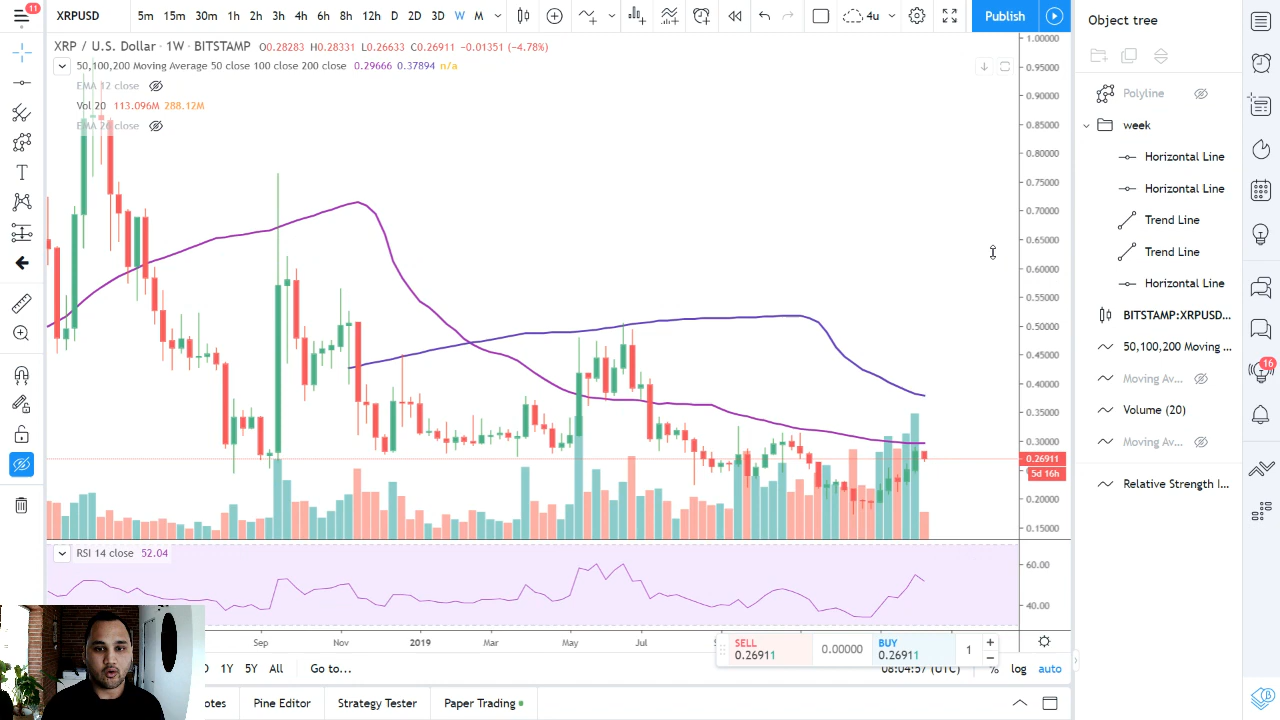 11
XRPUSD 5m 15m 30m 1h 2h 3h 4h 6h 8h 12h D 2D 3D W M 4u Publish
Object tree
XRP / U.S. Dollar · 1W · BITSTAMP O0.28283 H0.28331 L0.26633 C0.26911 −0.01351 (−4.78%)
50,100,200 Moving Average 50 close 100 close 200 close 0.29666 0.37894 n/a
EMA 12 close
Vol 20 113.096M 288.12M
EMA 26 close
1.00000
0.95000
0.90000
0.85000
0.80000
0.75000
0.70000
0.65000
0.60000
0.55000
0.50000
0.45000
0.40000
0.35000
0.30000
0.26911
5d 16h
0.20000
0.15000
Polyline
week
Horizontal Line
Horizontal Line
Trend Line
Trend Line
Horizontal Line
BITSTAMP:XRPUSD...
50,100,200 Moving ...
Moving Av...
Volume (20)
Moving Av...
Relative Strength I...
16
RSI 14 close 52.04
60.00
40.00
Sep Nov 2019 Mar May Jul
SELL
0.26911
0.00000
BUY
0.26911
1
1Y 5Y All Go to...
08:04:57 (UTC) % log auto
otes Pine Editor Strategy Tester Paper Trading